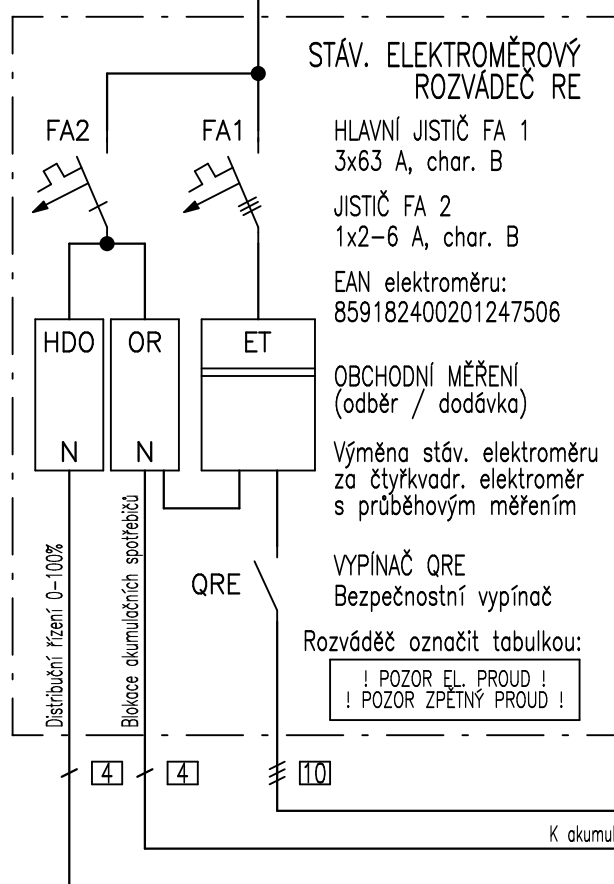 STÁV. ELEKTROMĚROVÝ
ROZVÁDEČ RE
FA2
FA1
HLAVNÍ JISTIČ FA 1
3x63 A, char. B
JISTIČ FA 2
1x2-6 A, char. B
EAN elektroměru:
859182400201247506
HDO
OR
ET
N
N
OBCHODNÍ MĚŘENÍ
(odběr / dodávka)
Výměna stáv. elektroměru
za čtyřkvadr. elektroměr
s průběhovým měřením
Distribuční řízení 0-100%
Blokace akumulačních spotřebičů
QRE
VYPÍNAČ QRE
Bezpečnostní vypínač
Rozváděč označit tabulkou:
! POZOR EL. PROUD !
! POZOR ZPĚTNÝ PROUD !
4
4
10
K akumul